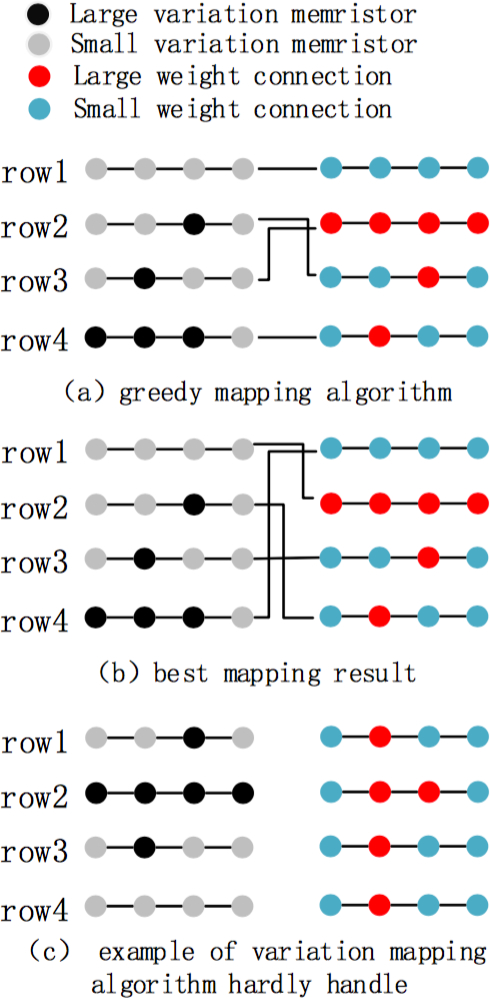 Large variation memristor
Small variation memristor
Large weight connection
Small weight connection
row1
row2
row3
row4
（a）greedy mapping algorithm
row1
row2
row3
row4
（b）best mapping result
row1
row2
row3
row4
（c） example of variation mapping
algorithm hardly handle